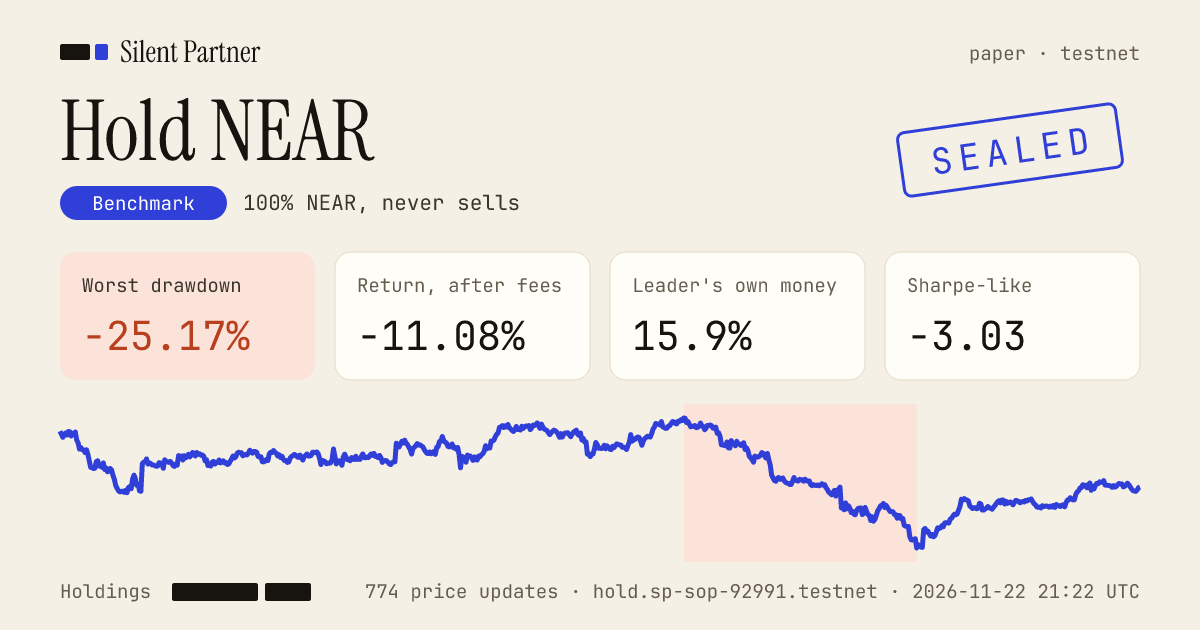 Silent Partner
paper · testnet
Hold NEAR
SEALED
Benchmark
100% NEAR, never sells
Worst drawdown
-25.17%
Return, after fees
-11.08%
Leader's own money
15.9%
Sharpe-like
-3.03
Holdings
774 price updates · hold.sp-sop-92991.testnet · 2026-11-22 21:22 UTC